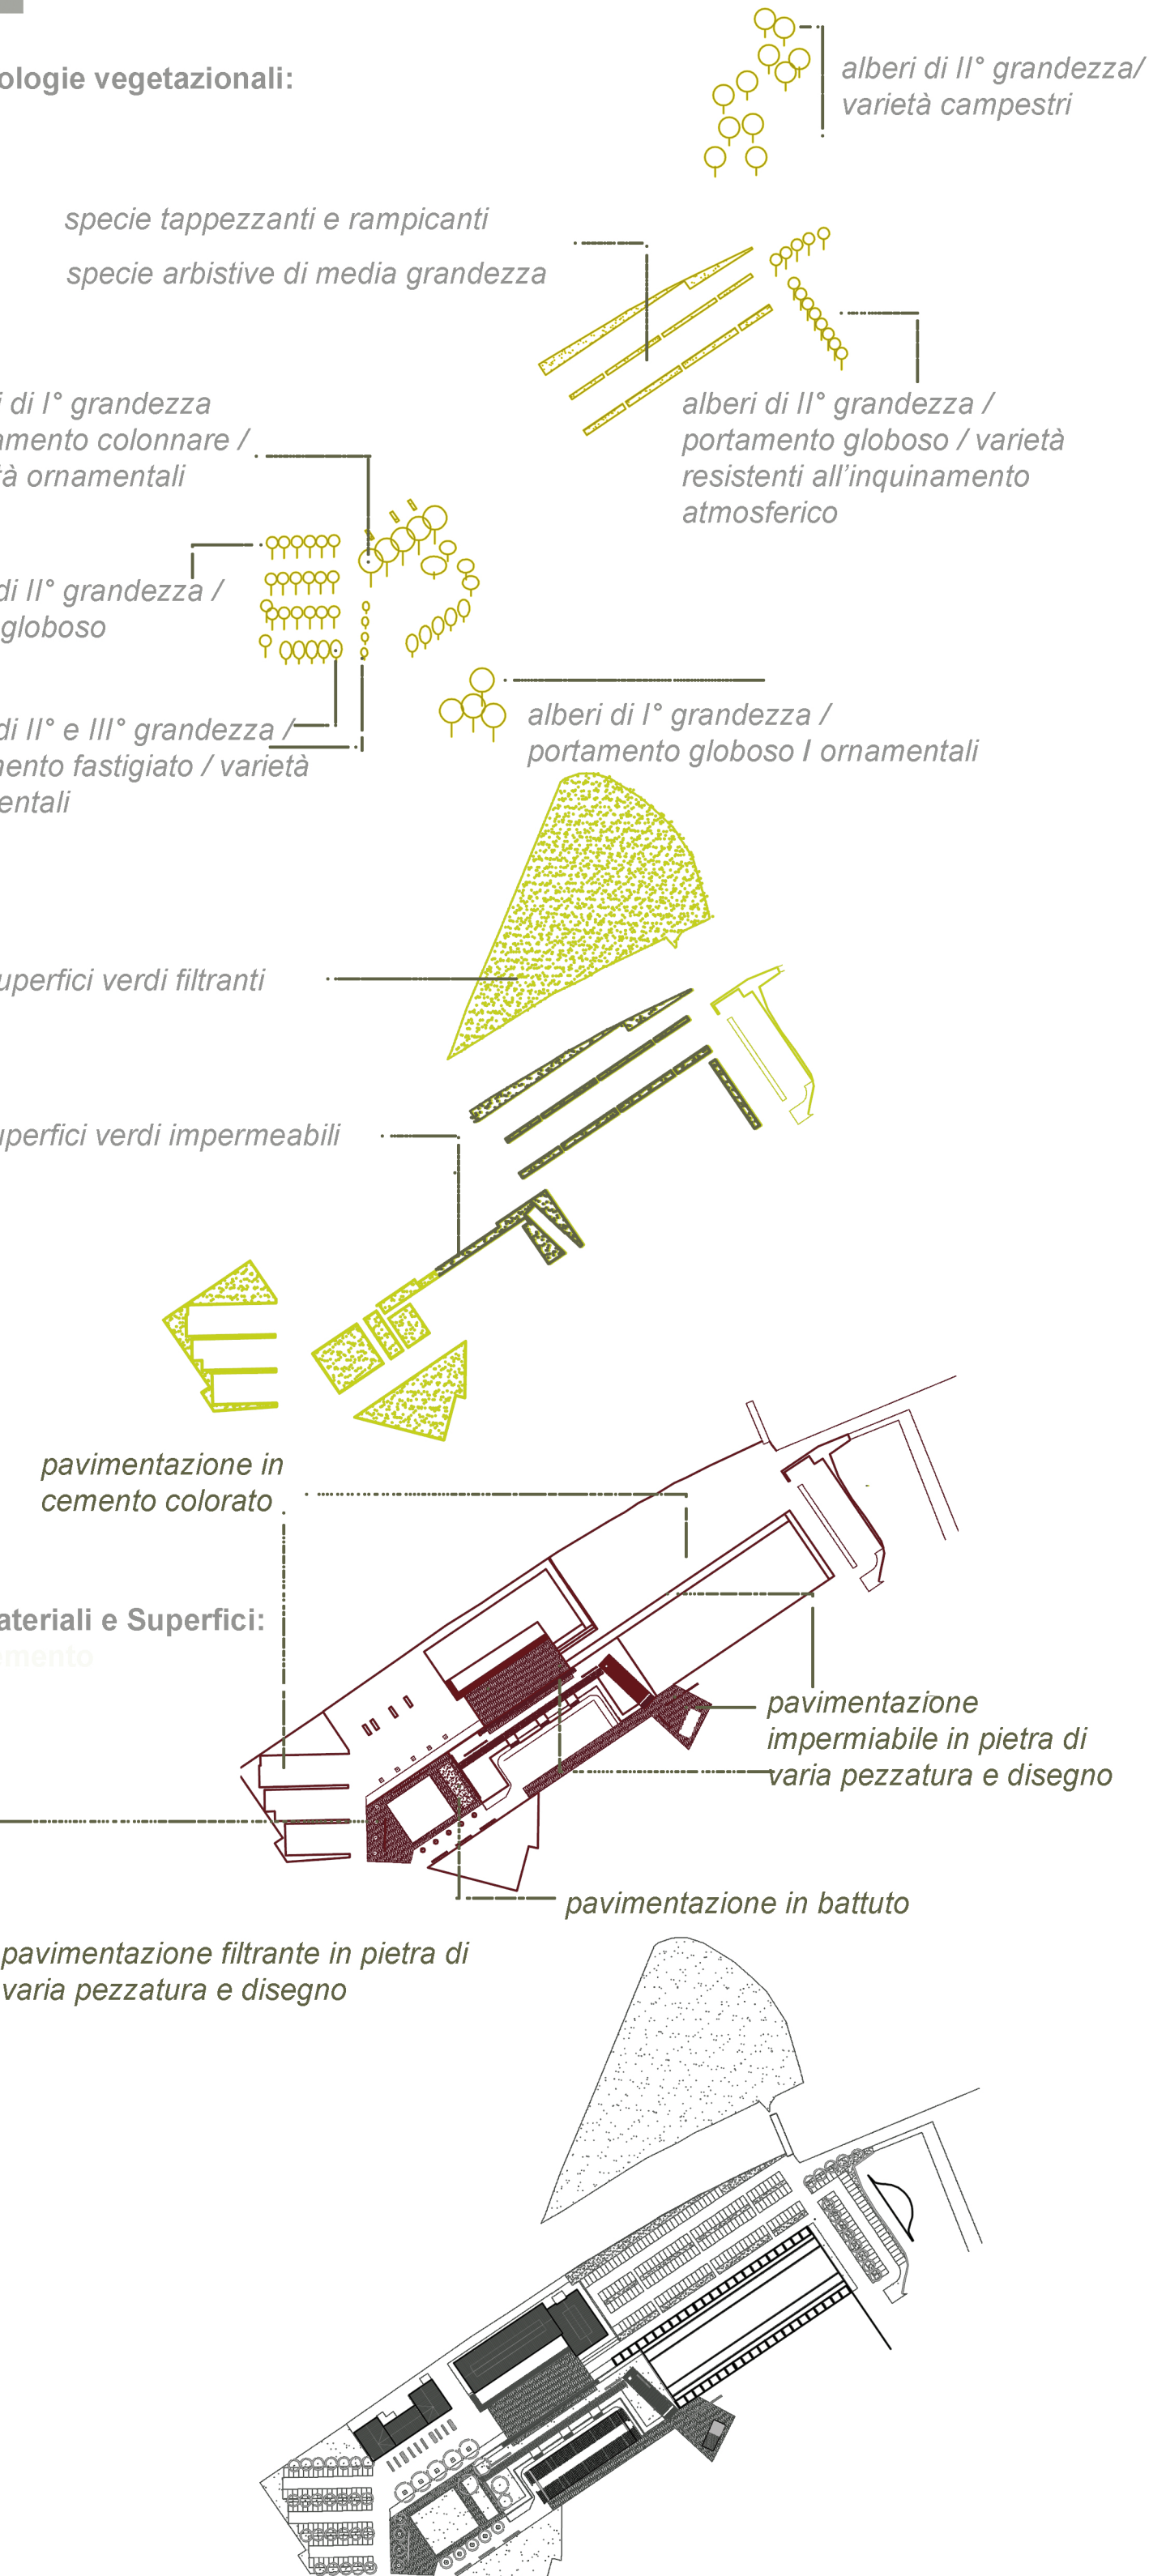 ologie vegetazionali:
alberi di II° grandezza/
varietà campestri
specie tappezzanti e rampicanti
specie arbistive di media grandezza
i di I° grandezza
amento colonnare /
tà ornamentali
alberi di II° grandezza /
portamento globoso / varietà
resistenti all'inquinamento
atmosferico
di II° grandezza /
globoso
di II° e III° grandezza /
mento fastigiato / varietà
entali
alberi di I° grandezza /
portamento globoso / ornamentali
uperfici verdi filtranti
uperfici verdi impermeabili
pavimentazione in
cemento colorato
ateriali e Superfici:
omento
pavimentazione
impermiabile in pietra di
varia pezzatura e disegno
pavimentazione in battuto
pavimentazione filtrante in pietra di
varia pezzatura e disegno